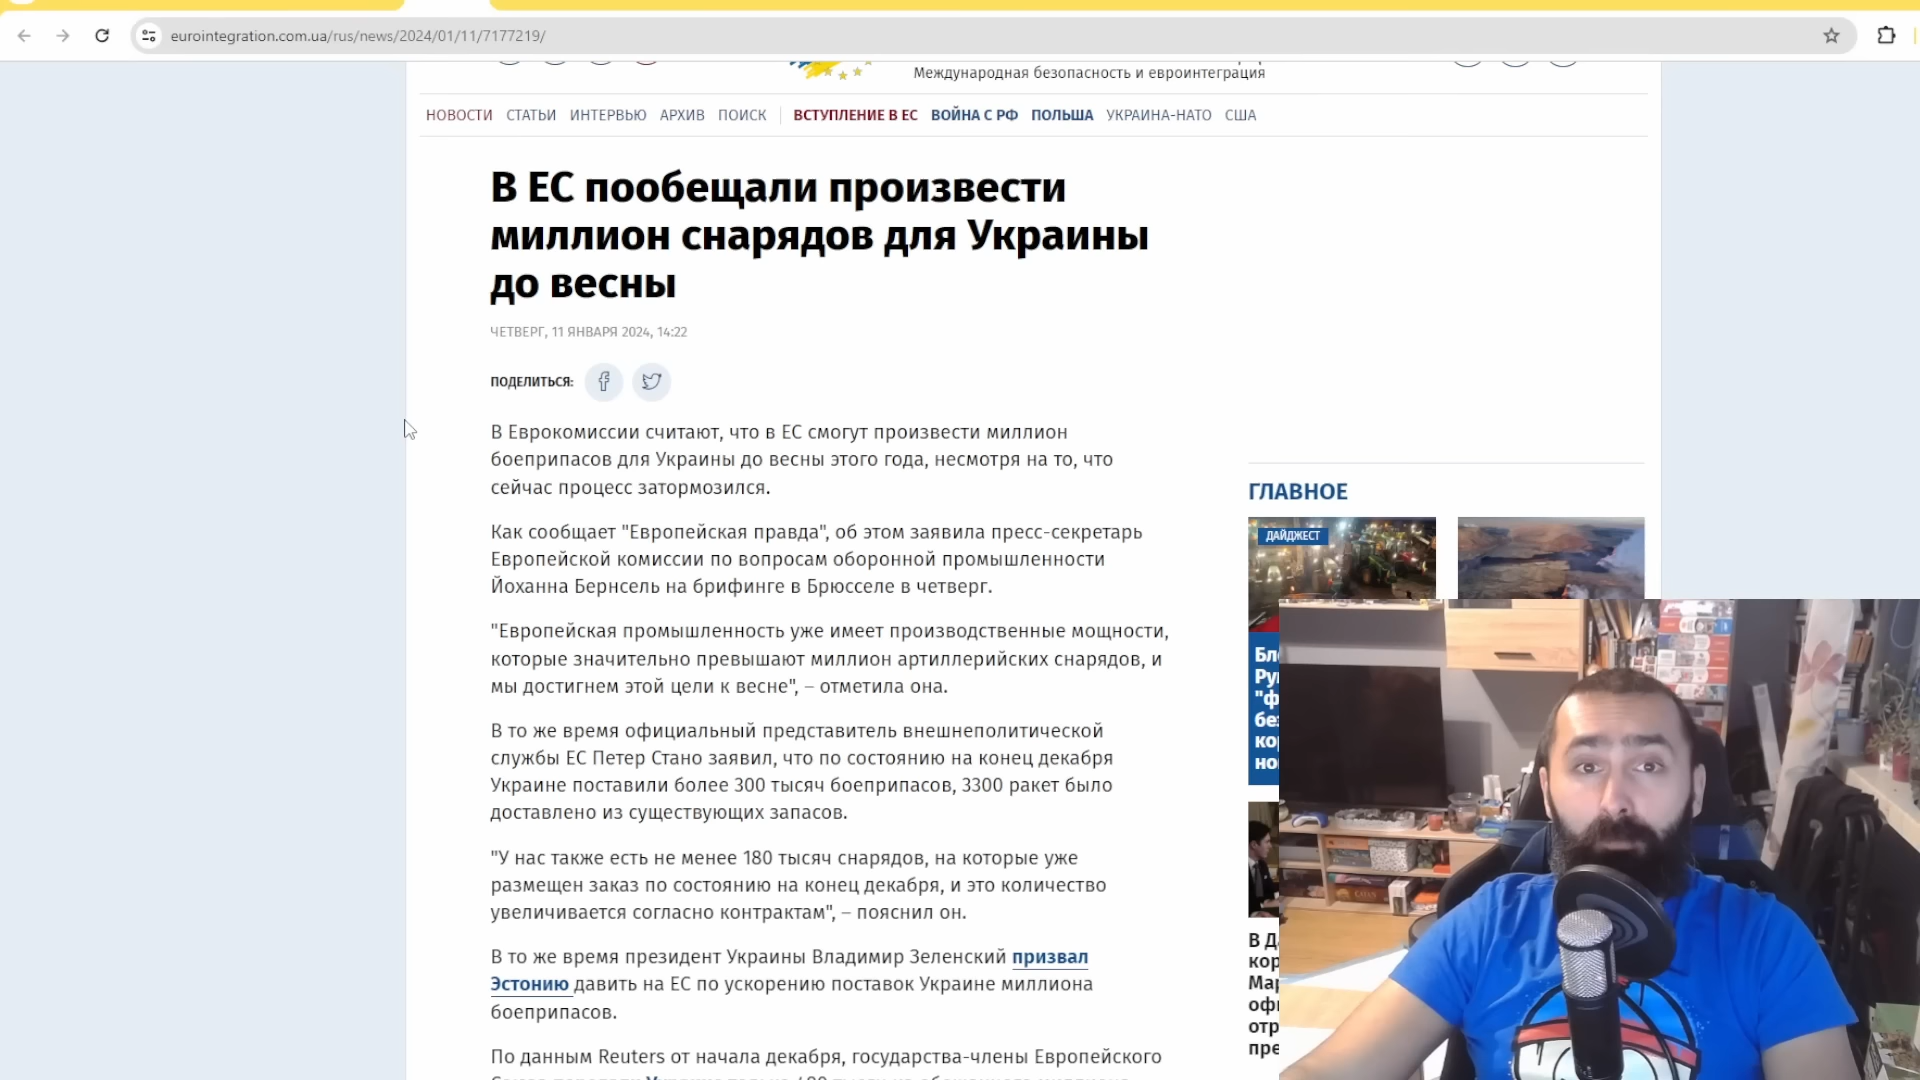 eurointegration.com.ua/rus/news/2024/01/11/7177219/
Международная безопасность и евроинтеграция
НОВОСТИ СТАТЬИ ИНТЕРВЬЮ АРХИВ ПОИСК ВСТУПЛЕНИЕ В ЕС ВОЙНА С РФ ПОЛЬША УКРАИНА-НАТО США
В ЕС пообещали произвести
миллион снарядов для Украины
до весны
ЧЕТВЕРГ, 11 ЯНВАРЯ 2024, 14:22
ПОДЕЛИТЬСЯ:
В Еврокомиссии считают, что в ЕС смогут произвести миллион
боеприпасов для Украины до весны этого года, несмотря на то, что
сейчас процесс затормозился.
Как сообщает "Европейская правда", об этом заявила пресс-секретарь
Европейской комиссии по вопросам оборонной промышленности
Йоханна Бернсель на брифинге в Брюсселе в четверг.
"Европейская промышленность уже имеет производственные мощности,
которые значительно превышают миллион артиллерийских снарядов, и
мы достигнем этой цели к весне", – отметила она.
В то же время официальный представитель внешнеполитической
службы ЕС Петер Стано заявил, что по состоянию на конец декабря
Украине поставили более 300 тысяч боеприпасов, 3300 ракет было
доставлено из существующих запасов.
"У нас также есть не менее 180 тысяч снарядов, на которые уже
размещен заказ по состоянию на конец декабря, и это количество
увеличивается согласно контрактам", – пояснил он.
В то же время президент Украины Владимир Зеленский призвал
Эстонию давить на ЕС по ускорению поставок Украине миллиона
боеприпасов.
По данным Reuters от начала декабря, государства-члены Европейского
ГЛАВНОЕ
ДАЙДЖЕСТ
CATAN